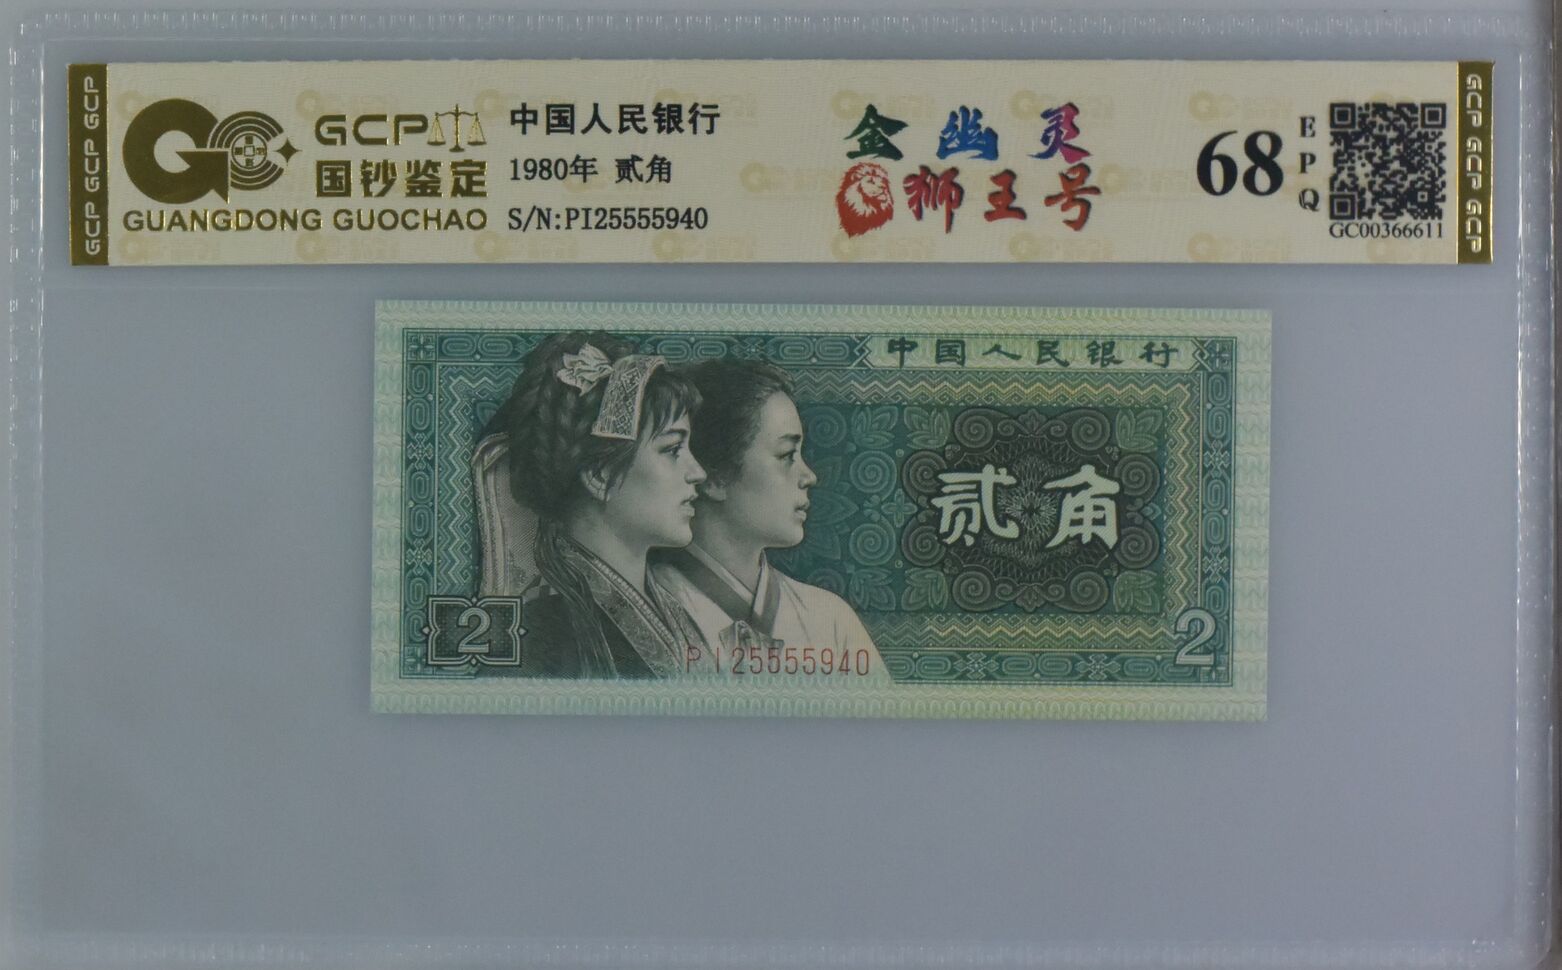 GCP
国钞鉴定
GUANGDONG GUOCHAO
中国人民银行
1980年 贰角
S/N:PI25555940
金幽灵
狮王号
68
EPQ
GC00366611
GCP GCP GCP
GCP GCP GCP
中国人民银行
贰角
2
2
PI25555940